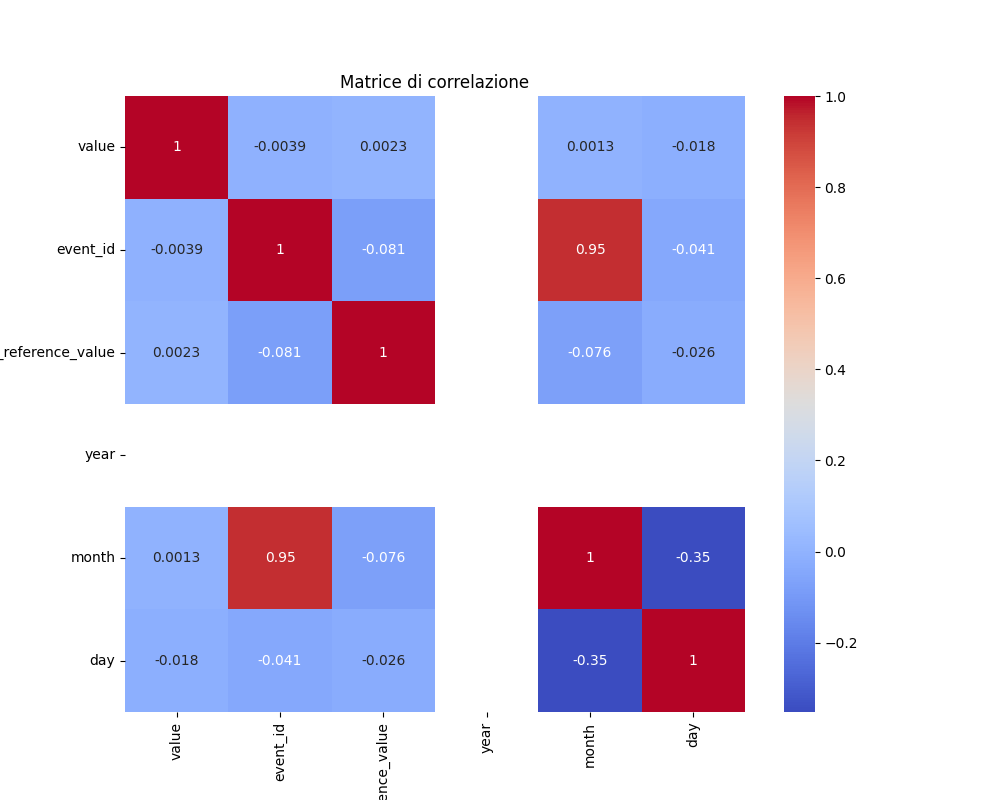 Matrice di correlazione
value 1 -0.0039 0.0023 0.0013 -0.018
event_id -0.0039 1 -0.081 0.95 -0.041
_reference_value 0.0023 -0.081 1 -0.076 -0.026
year
month 0.0013 0.95 -0.076 1 -0.35
day -0.018 -0.041 -0.026 -0.35 1
value event_id ence_value year month day
1.0
0.8
0.6
0.4
0.2
0.0
−0.2